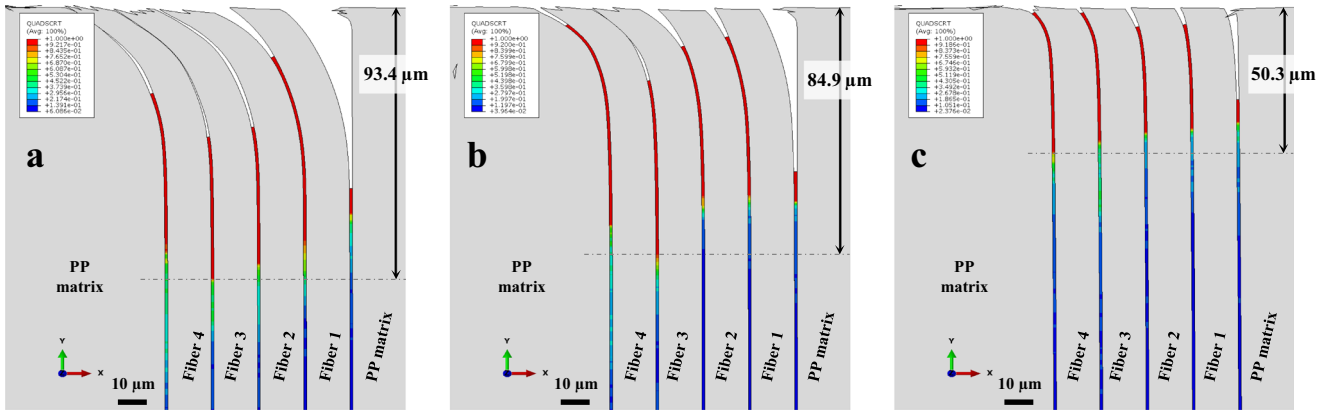 QUADSCRT
(Avg: 100%)
+1.000e+00
+9.217e-01
+8.435e-01
+7.652e-01
+6.870e-01
+6.087e-01
+5.304e-01
+4.522e-01
+3.739e-01
+2.956e-01
+2.174e-01
+1.391e-01
+6.086e-02
93.4 µm
a
PP
matrix
Fiber 4
Fiber 3
Fiber 2
Fiber 1
PP matrix
Y
X
10 µm
QUADSCRT
(Avg: 100%)
+1.000e+00
+9.200e-01
+8.399e-01
+7.599e-01
+6.799e-01
+5.998e-01
+5.198e-01
+4.398e-01
+3.598e-01
+2.797e-01
+1.997e-01
+1.197e-01
+3.964e-02
84.9 µm
b
PP
matrix
Fiber 4
Fiber 3
Fiber 2
Fiber 1
PP matrix
Y
X
10 µm
QUADSCRT
(Avg: 100%)
+1.000e+00
+9.186e-01
+8.373e-01
+7.559e-01
+6.746e-01
+5.932e-01
+5.119e-01
+4.305e-01
+3.492e-01
+2.678e-01
+1.865e-01
+1.051e-01
+2.376e-02
50.3 µm
c
PP
matrix
Fiber 4
Fiber 3
Fiber 2
Fiber 1
PP matrix
Y
X
10 µm